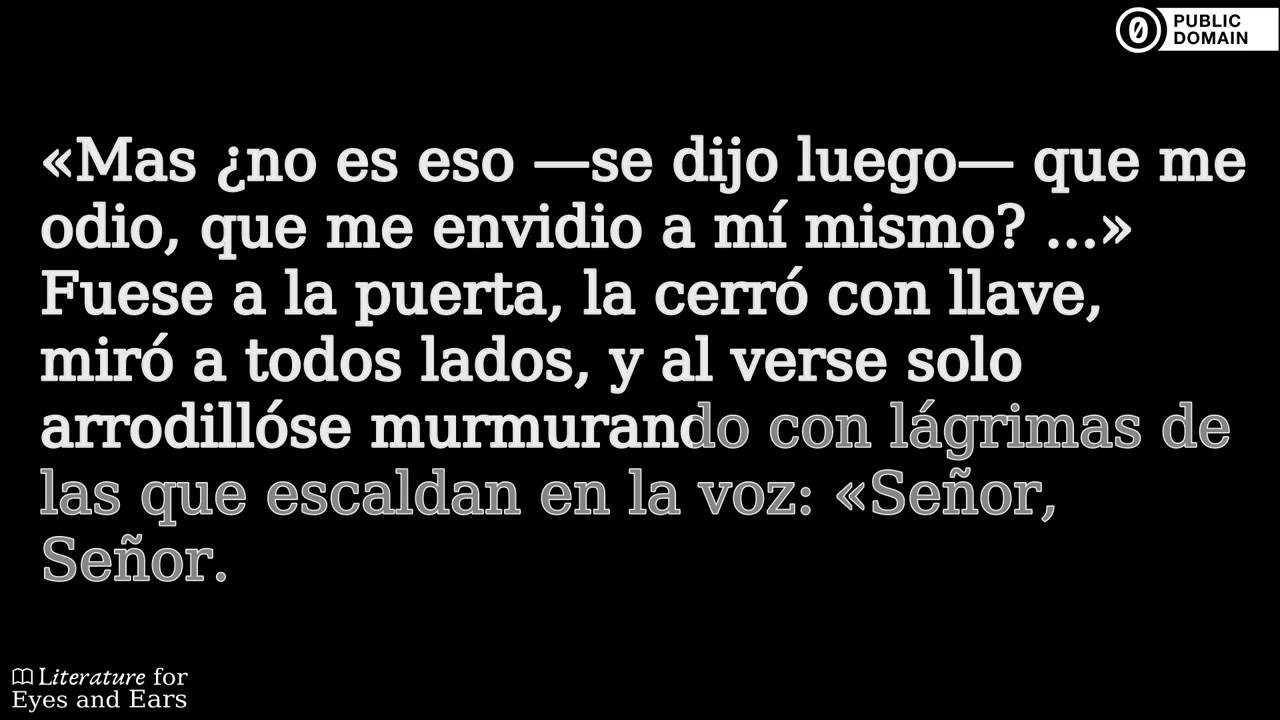 PUBLIC
DOMAIN
«Mas ¿no es eso —se dijo luego— que me
odio, que me envidio a mí mismo? ...»
Fuese a la puerta, la cerró con llave,
miró a todos lados, y al verse solo
arrodillóse murmurando con lágrimas de
las que escaldan en la voz: «Señor,
Señor.
Literature for
Eyes and Ears